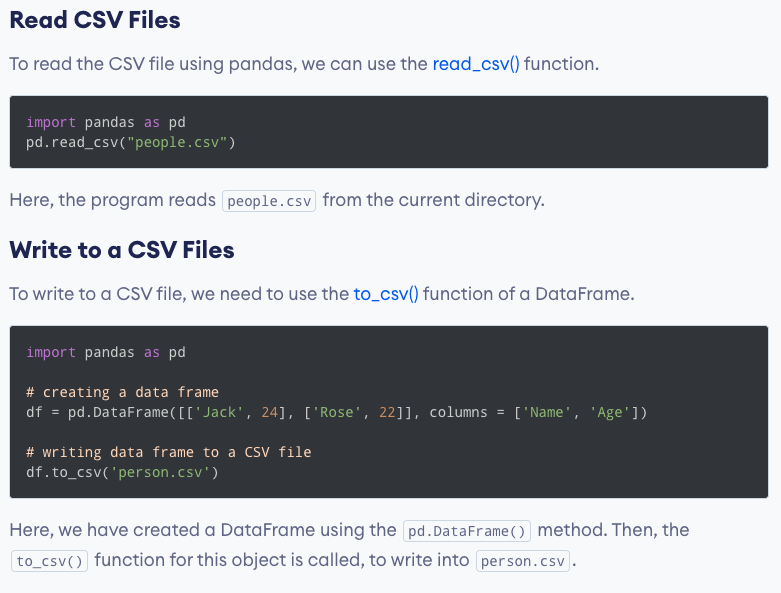 Read CSV Files
To read the CSV file using pandas, we can use the read_csv() function.
import pandas as pd
pd.read_csv("people.csv")
Here, the program reads people.csv from the current directory.
Write to a CSV Files
To write to a CSV file, we need to use the to_csv() function of a DataFrame.
import pandas as pd
# creating a data frame
df = pd.DataFrame([['Jack', 24], ['Rose', 22]], columns = ['Name', 'Age'])
# writing data frame to a CSV file
df.to_csv('person.csv')
Here, we have created a DataFrame using the pd.DataFrame() method. Then, the
to_csv() function for this object is called, to write into person.csv.